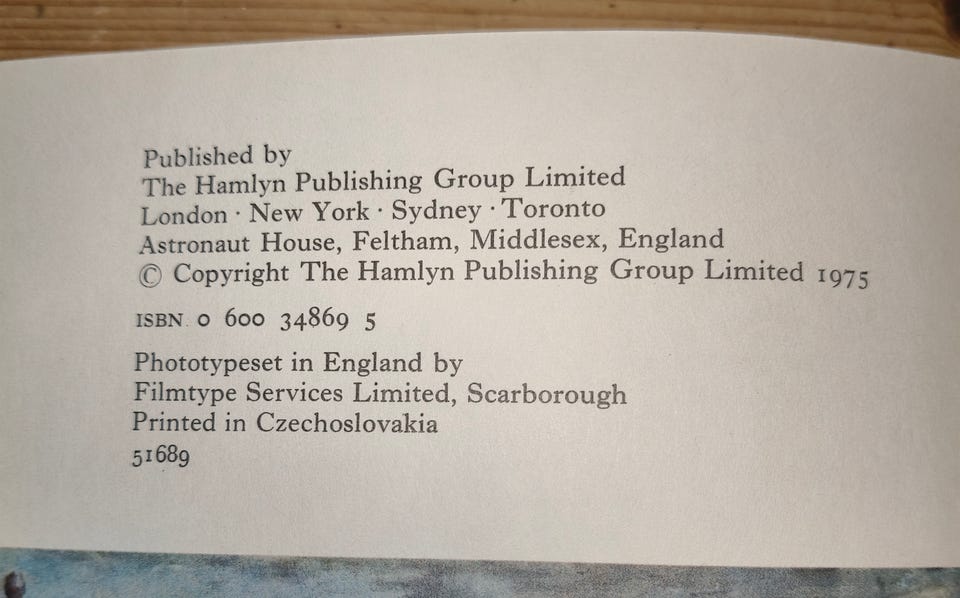 Published by
The Hamlyn Publishing Group Limited
London · New York · Sydney · Toronto
Astronaut House, Feltham, Middlesex, England
© Copyright The Hamlyn Publishing Group Limited 1975
ISBN 0 600 34869 5
Phototypeset in England by
Filmtype Services Limited, Scarborough
Printed in Czechoslovakia
51689